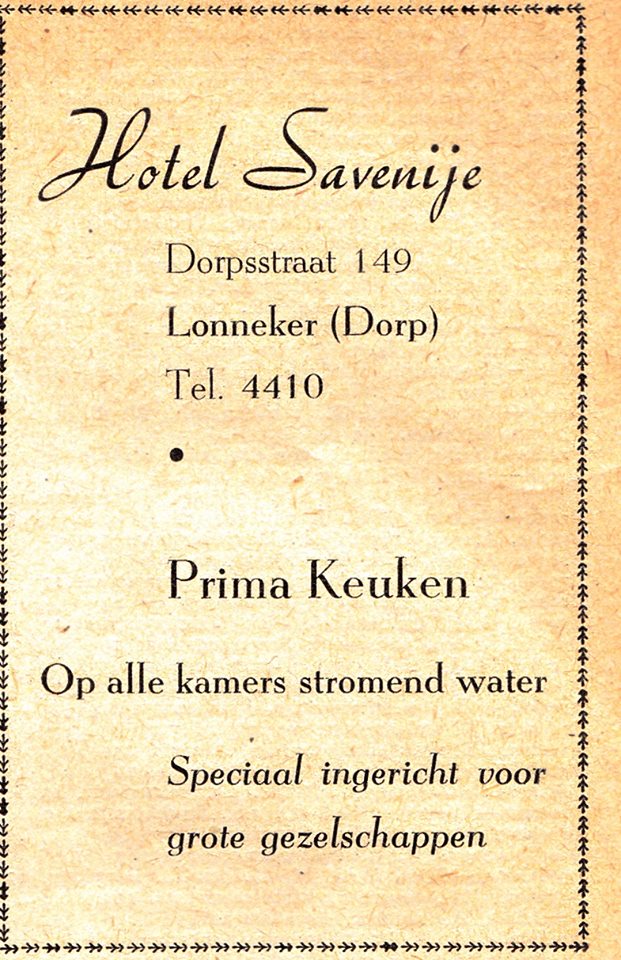 Hotel Savenije
Dorpsstraat 149
Lonneker (Dorp)
Tel. 4410
•
Prima Keuken
Op alle kamers stromend water
Speciaal ingericht voor
grote gezelschappen